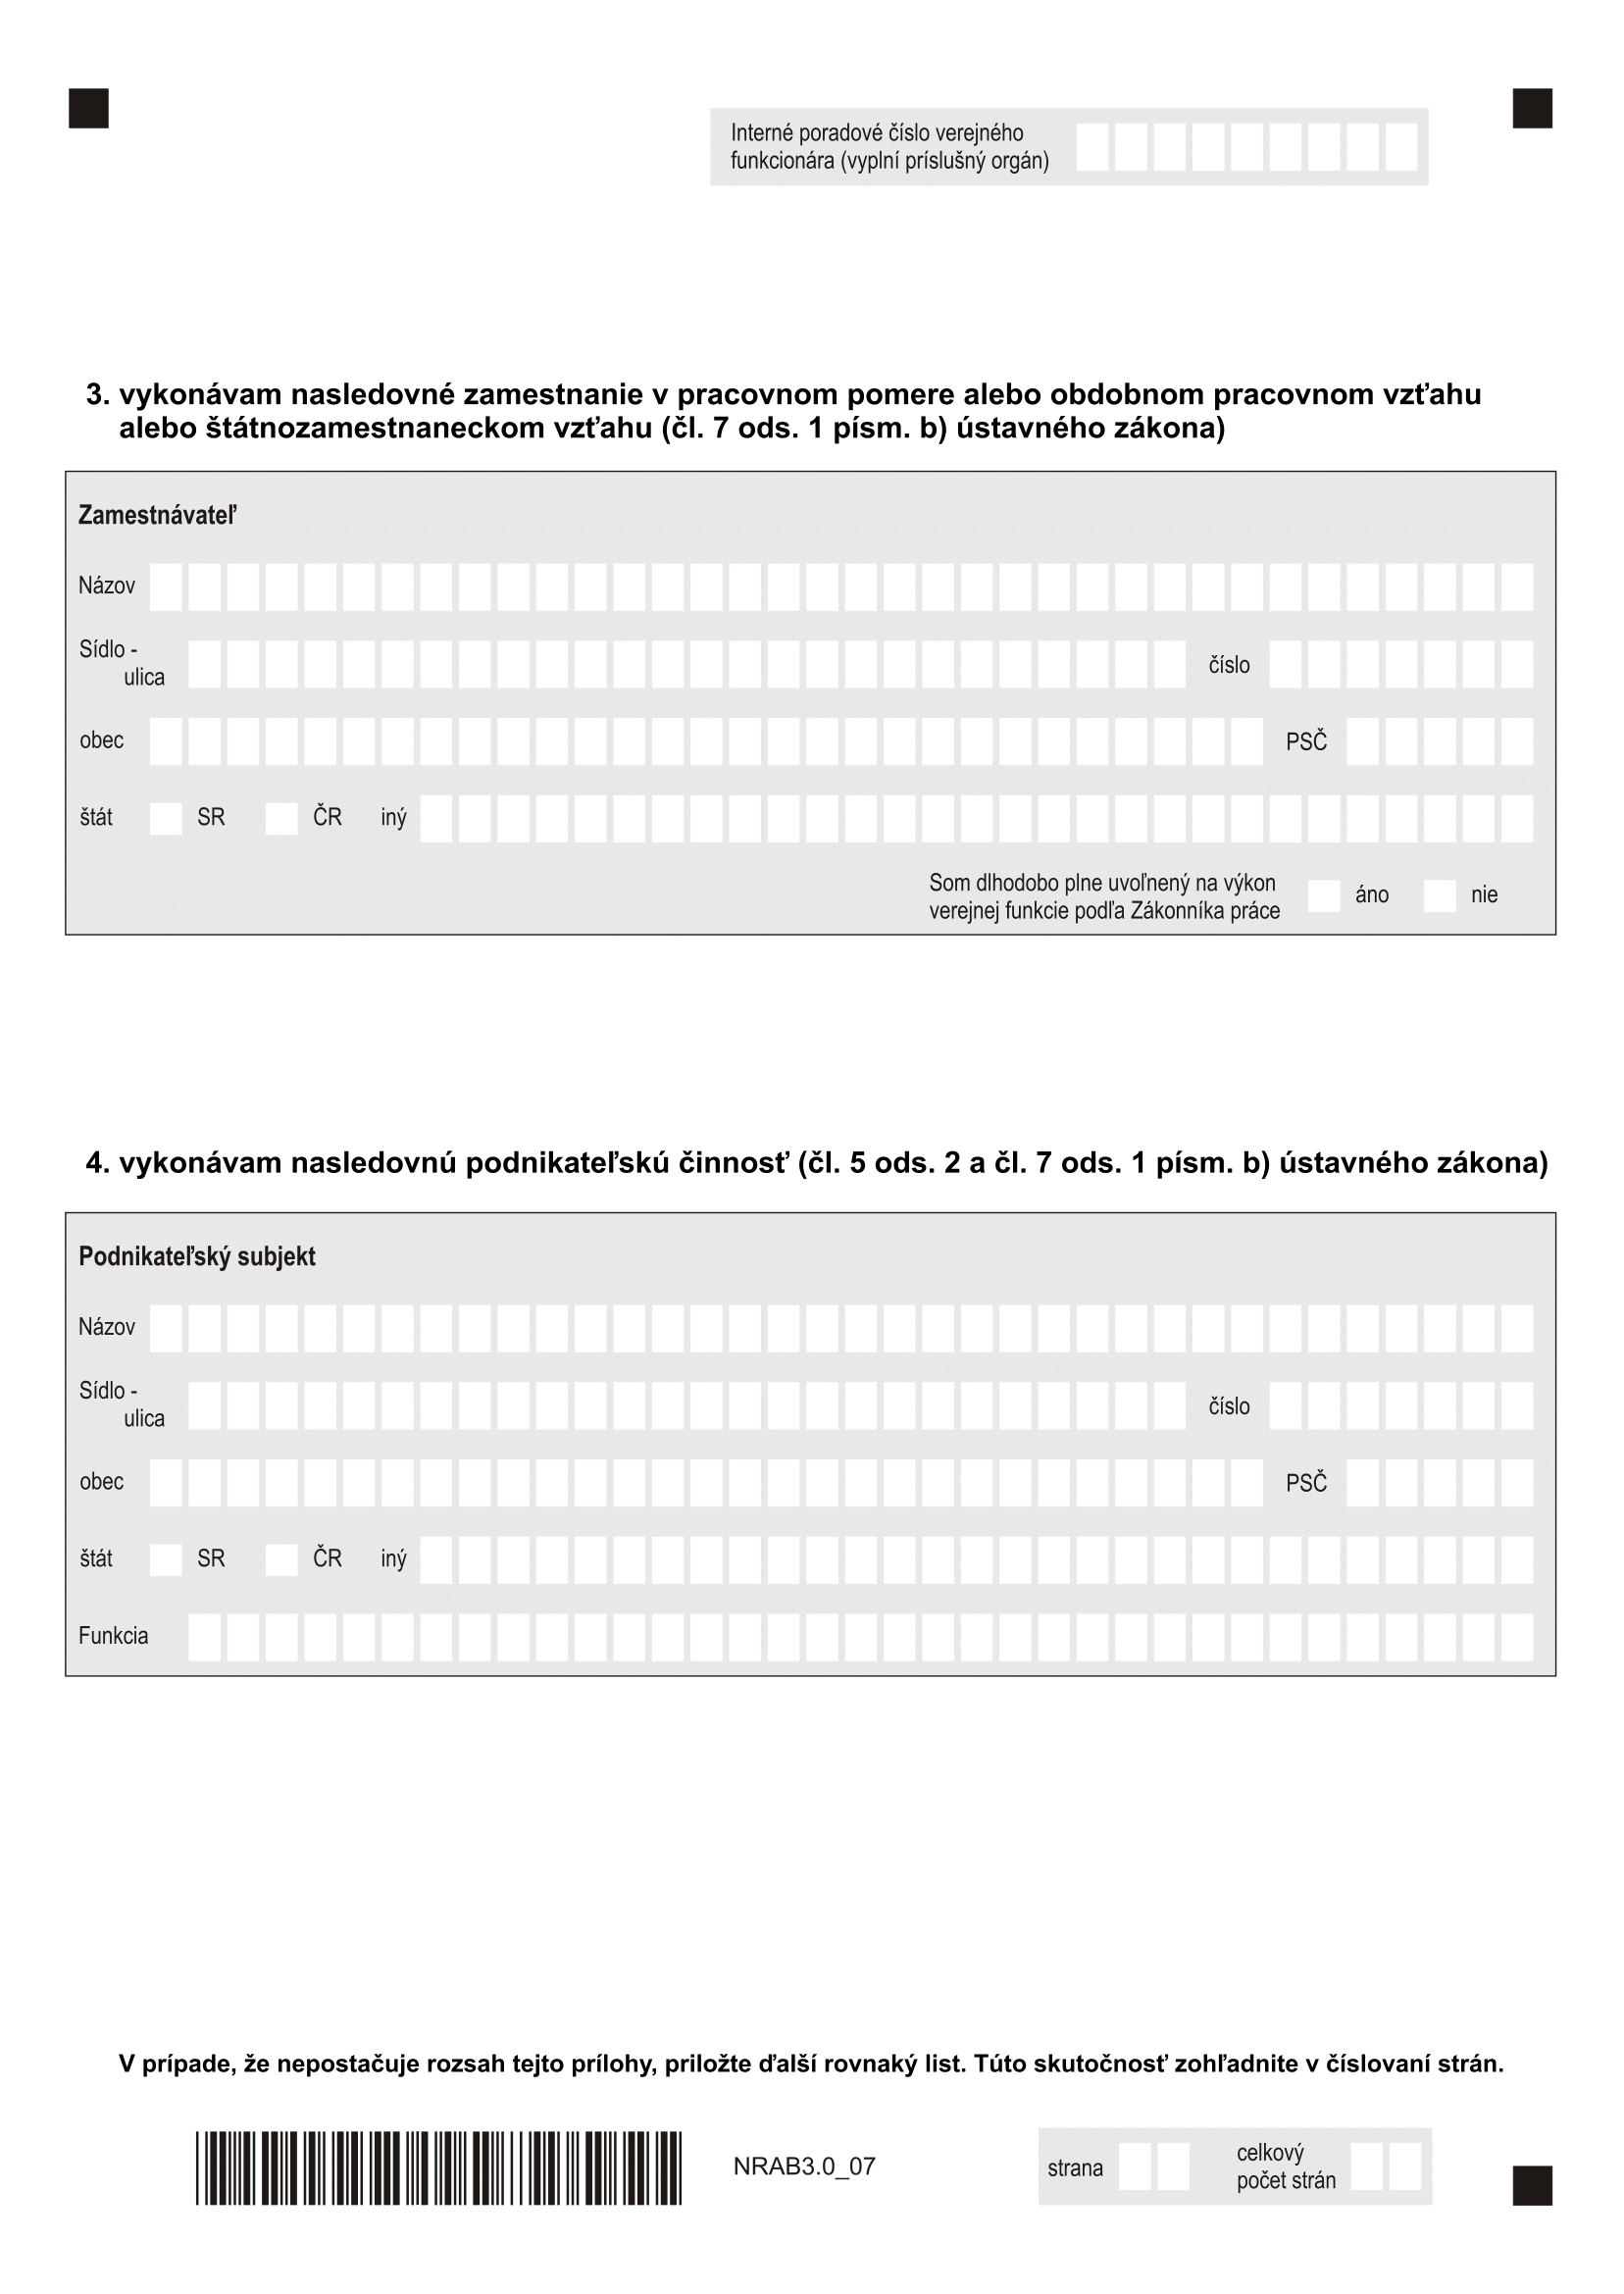 Interné poradové číslo verejného
funkcionára (vyplní príslušný orgán)
3. vykonávam nasledovné zamestnanie v pracovnom pomere alebo obdobnom pracovnom vzťahu
alebo štátnozamestnaneckom vzťahu (čl. 7 ods. 1 písm. b) ústavného zákona)
Zamestnávateľ
Názov
Sídlo -
ulica číslo
obec PSČ
štát SR ČR iný
Som dlhodobo plne uvoľnený na výkon
verejnej funkcie podľa Zákonníka práce áno nie
4. vykonávam nasledovnú podnikateľskú činnosť (čl. 5 ods. 2 a čl. 7 ods. 1 písm. b) ústavného zákona)
Podnikateľský subjekt
Názov
Sídlo -
ulica číslo
obec PSČ
štát SR ČR iný
Funkcia
V prípade, že nepostačuje rozsah tejto prílohy, priložte ďalší rovnaký list. Túto skutočnosť zohľadnite v číslovaní strán.
NRAB3.0_07
strana
celkový
počet strán